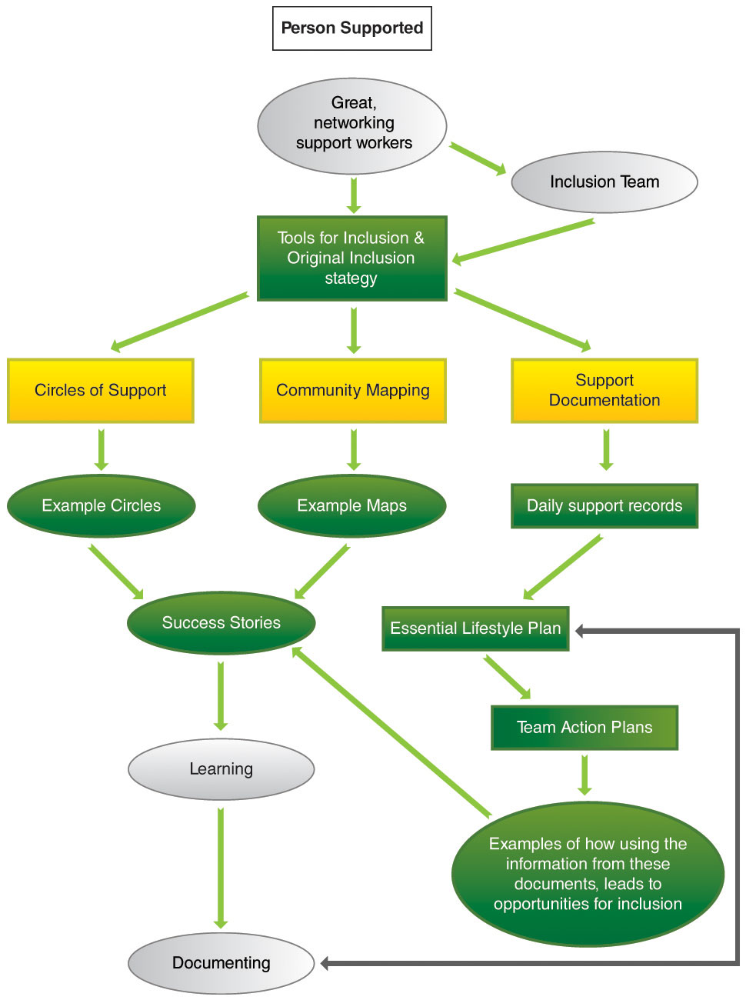 Person Supported
Great,
networking
support workers
Inclusion Team
Tools for Inclusion &
Original Inclusion
stategy
Circles of Support
Community Mapping
Support
Documentation
Example Circles
Example Maps
Daily support records
Success Stories
Essential Lifestyle Plan
Team Action Plans
Learning
Examples of how using the
information from these
documents, leads to
opportunities for inclusion
Documenting